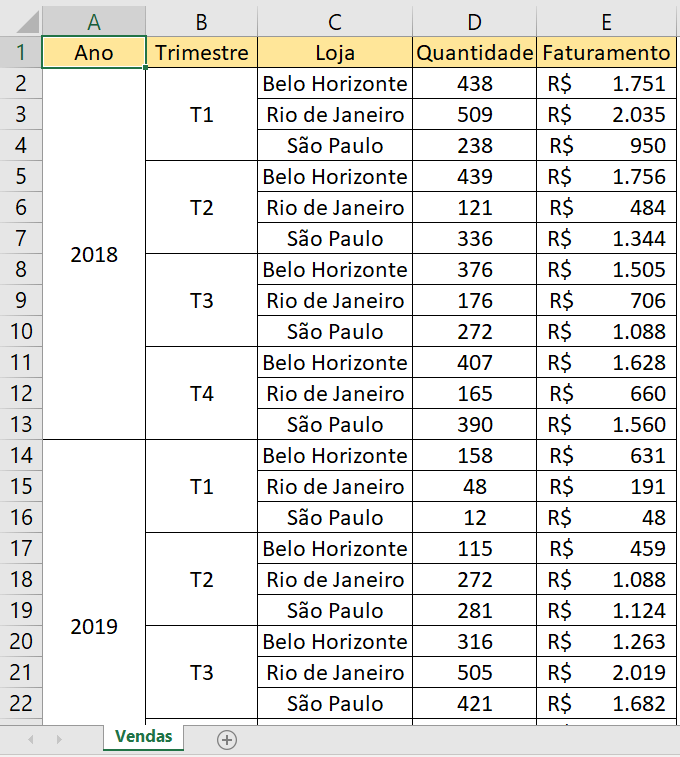 A B C D E
1 Ano Trimestre Loja Quantidade Faturamento
2 Belo Horizonte 438 R$ 1.751
3 T1 Rio de Janeiro 509 R$ 2.035
4 São Paulo 238 R$ 950
5 Belo Horizonte 439 R$ 1.756
6 T2 Rio de Janeiro 121 R$ 484
7 São Paulo 336 R$ 1.344
2018
8 Belo Horizonte 376 R$ 1.505
9 T3 Rio de Janeiro 176 R$ 706
10 São Paulo 272 R$ 1.088
11 Belo Horizonte 407 R$ 1.628
12 T4 Rio de Janeiro 165 R$ 660
13 São Paulo 390 R$ 1.560
14 Belo Horizonte 158 R$ 631
15 T1 Rio de Janeiro 48 R$ 191
16 São Paulo 12 R$ 48
17 Belo Horizonte 115 R$ 459
18 T2 Rio de Janeiro 272 R$ 1.088
19 São Paulo 281 R$ 1.124
2019
20 Belo Horizonte 316 R$ 1.263
21 T3 Rio de Janeiro 505 R$ 2.019
22 São Paulo 421 R$ 1.682
Vendas